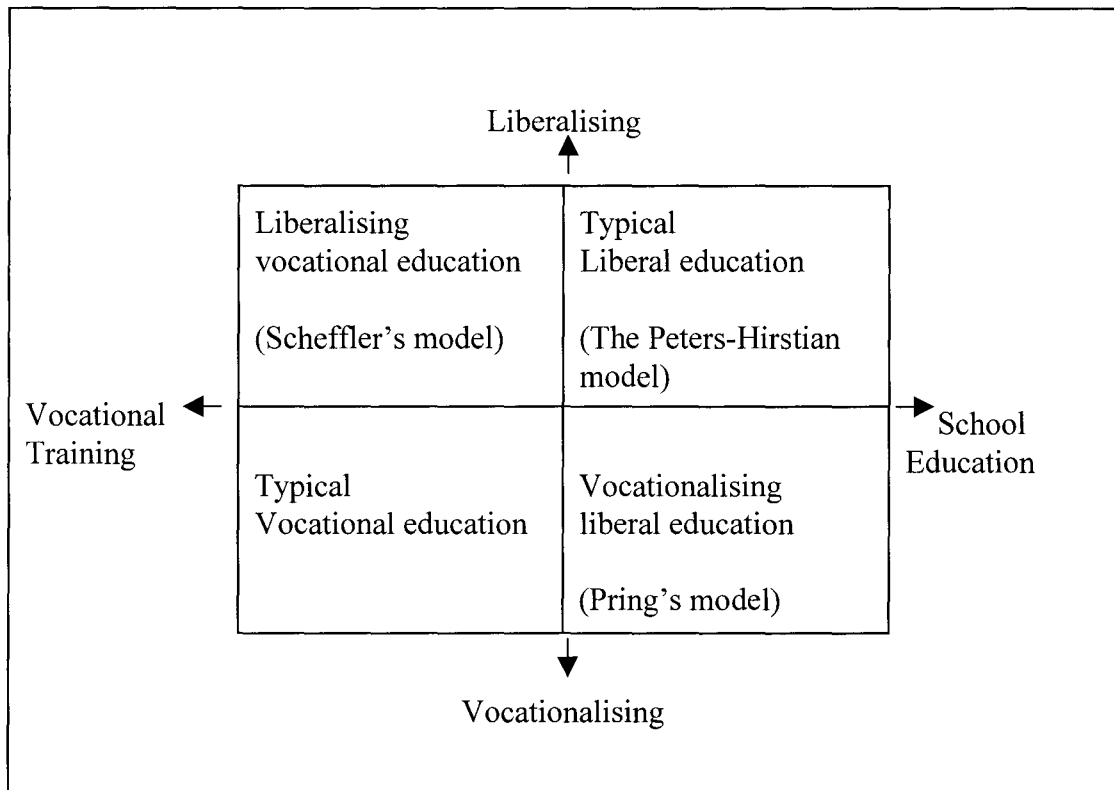 Liberalising
Liberalising
vocational education
(Scheffler's model)
Typical
Liberal education
(The Peters-Hirstian
model)
Vocational
Training
School
Education
Typical
Vocational education
Vocationalising
liberal education
(Pring's model)
Vocationalising